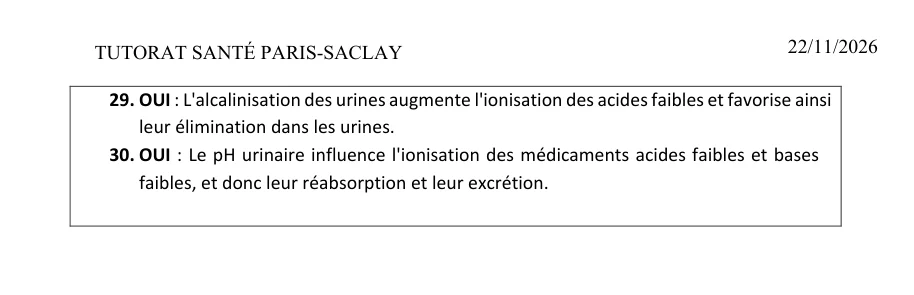 TUTORAT SANTÉ PARIS-SACLAY
22/11/2026
29. OUI : L'alcalinisation des urines augmente l'ionisation des acides faibles et favorise ainsi
leur élimination dans les urines.
30. OUI : Le pH urinaire influence l'ionisation des médicaments acides faibles et bases
faibles, et donc leur réabsorption et leur excrétion.